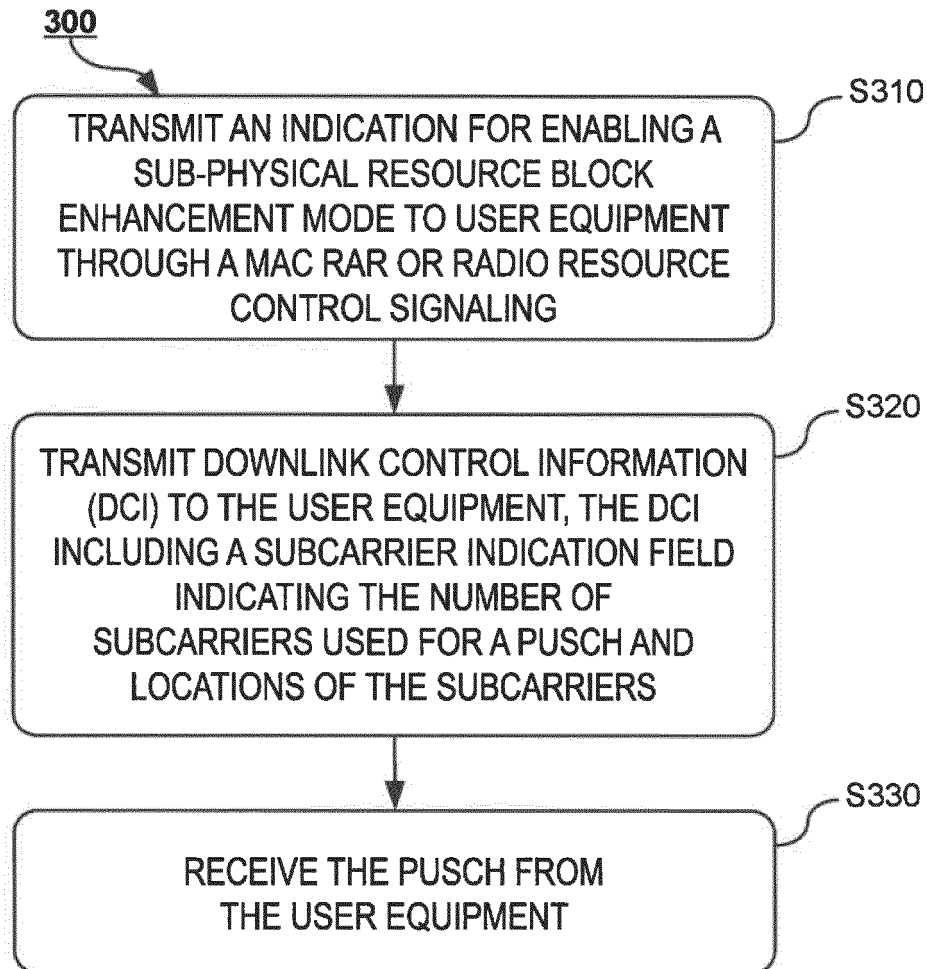 300
S310
TRANSMIT AN INDICATION FOR ENABLING A
SUB-PHYSICAL RESOURCE BLOCK
ENHANCEMENT MODE TO USER EQUIPMENT
THROUGH A MAC RAR OR RADIO RESOURCE
CONTROL SIGNALING
S320
TRANSMIT DOWNLINK CONTROL INFORMATION
(DCI) TO THE USER EQUIPMENT, THE DCI
INCLUDING A SUBCARRIER INDICATION FIELD
INDICATING THE NUMBER OF
SUBCARRIERS USED FOR A PUSCH AND
LOCATIONS OF THE SUBCARRIERS
S330
RECEIVE THE PUSCH FROM
THE USER EQUIPMENT